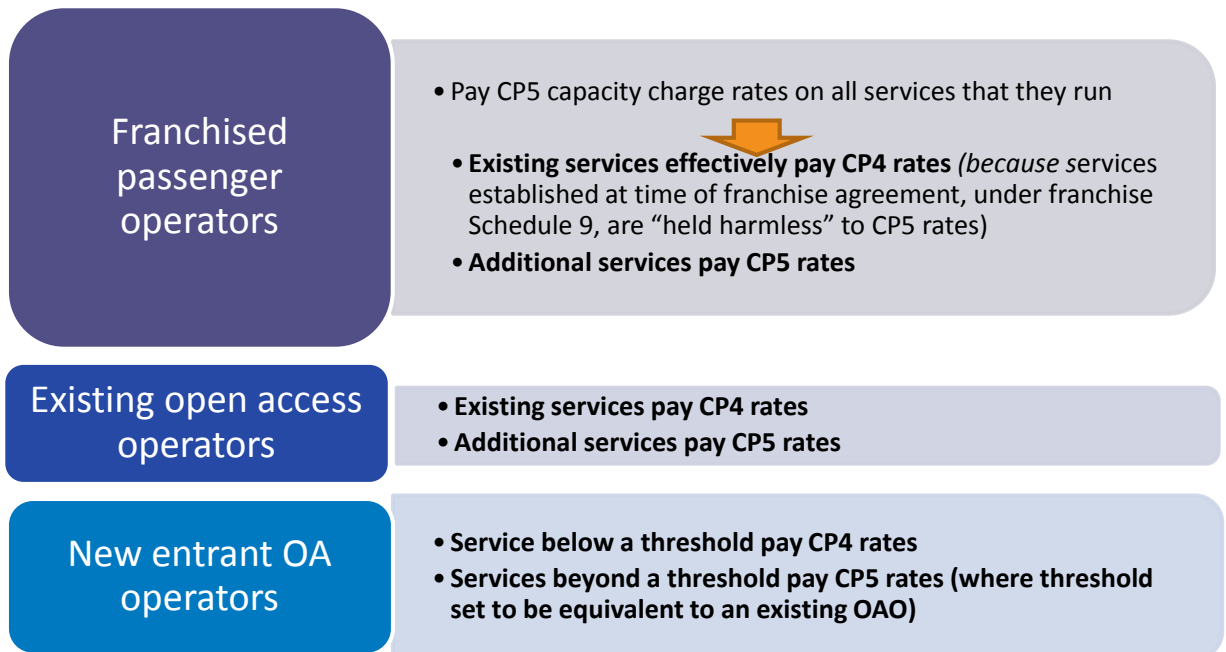 Franchised
passenger
operators
• Pay CP5 capacity charge rates on all services that they run
• Existing services effectively pay CP4 rates (because services
established at time of franchise agreement, under franchise
Schedule 9, are “held harmless” to CP5 rates)
• Additional services pay CP5 rates
Existing open access
operators
• Existing services pay CP4 rates
• Additional services pay CP5 rates
New entrant OA
operators
• Service below a threshold pay CP4 rates
• Services beyond a threshold pay CP5 rates (where threshold
set to be equivalent to an existing OAO)